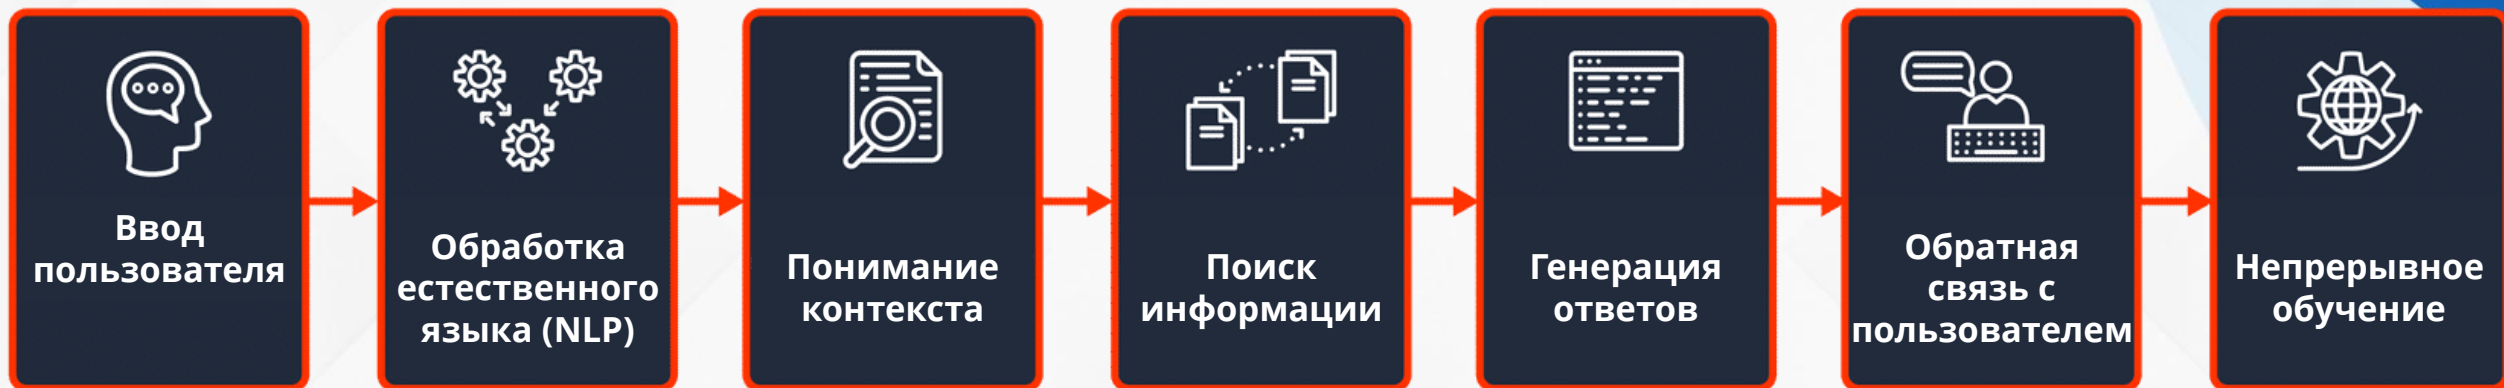 Ввод
пользователя
Обработка
естественного
языка (NLP)
Понимание
контекста
Поиск
информации
Генерация
ответов
Обратная
связь с
пользователем
Непрерывное
обучение